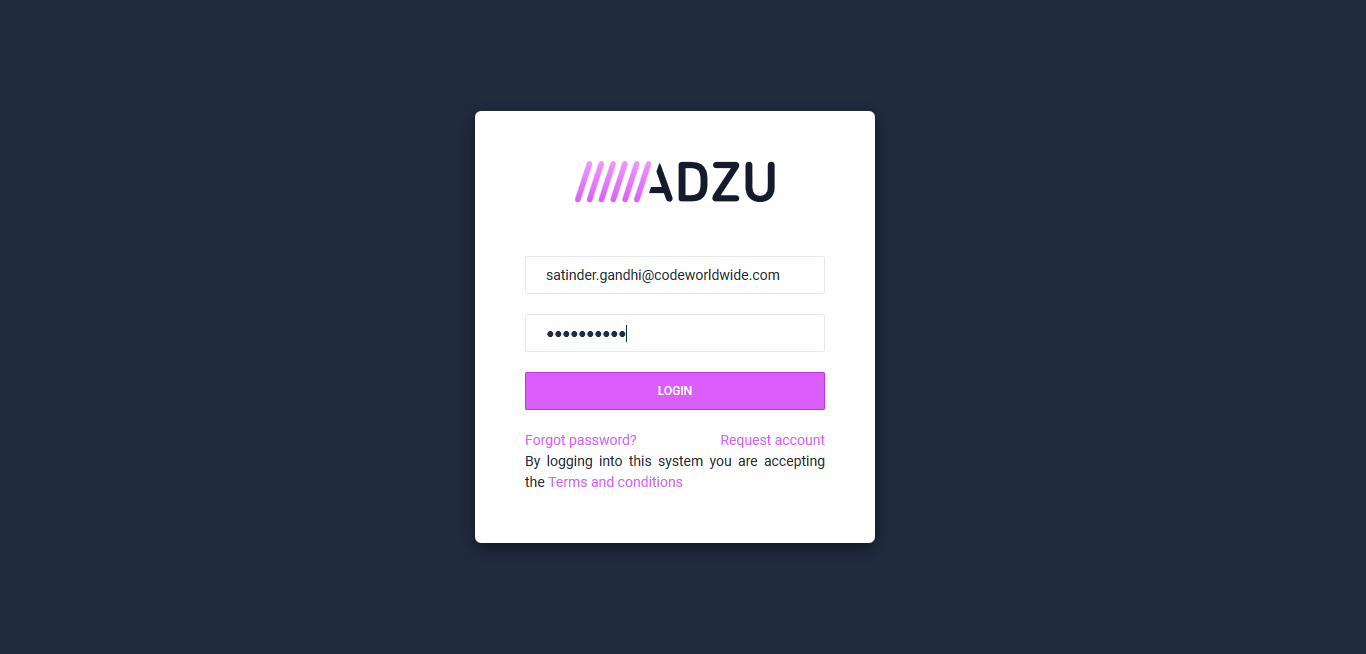 ADZU
satinder.gandhi@codeworldwide.com
••••••••••
LOGIN
Forgot password? Request account
By logging into this system you are accepting
the Terms and conditions